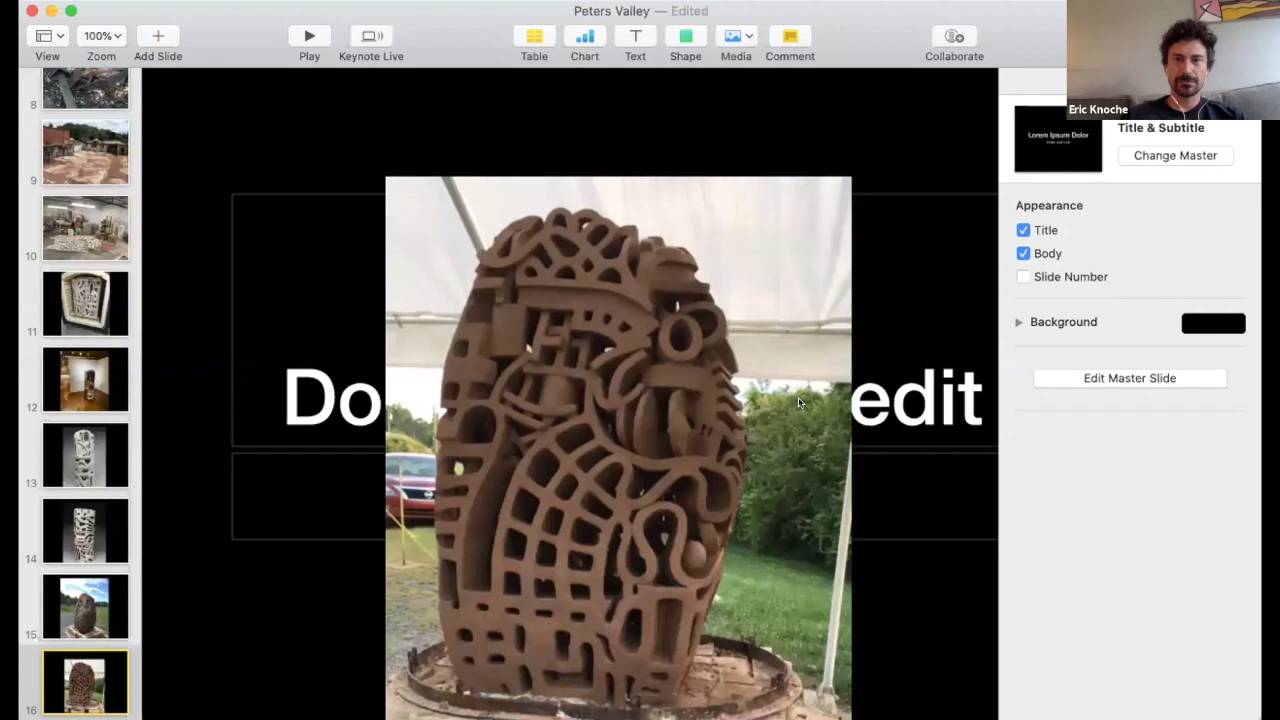 Peters Valley — Edited
100%
View
Zoom
Add Slide
Play
Keynote Live
Table
Chart
Text
Shape
Media
Comment
Collaborate
Eric Knoche
Lorem Ipsum Dolor
Title & Subtitle
Change Master
Appearance
Title
Body
Slide Number
Background
Edit Master Slide
Do
edit
8
9
10
11
12
13
14
15
16